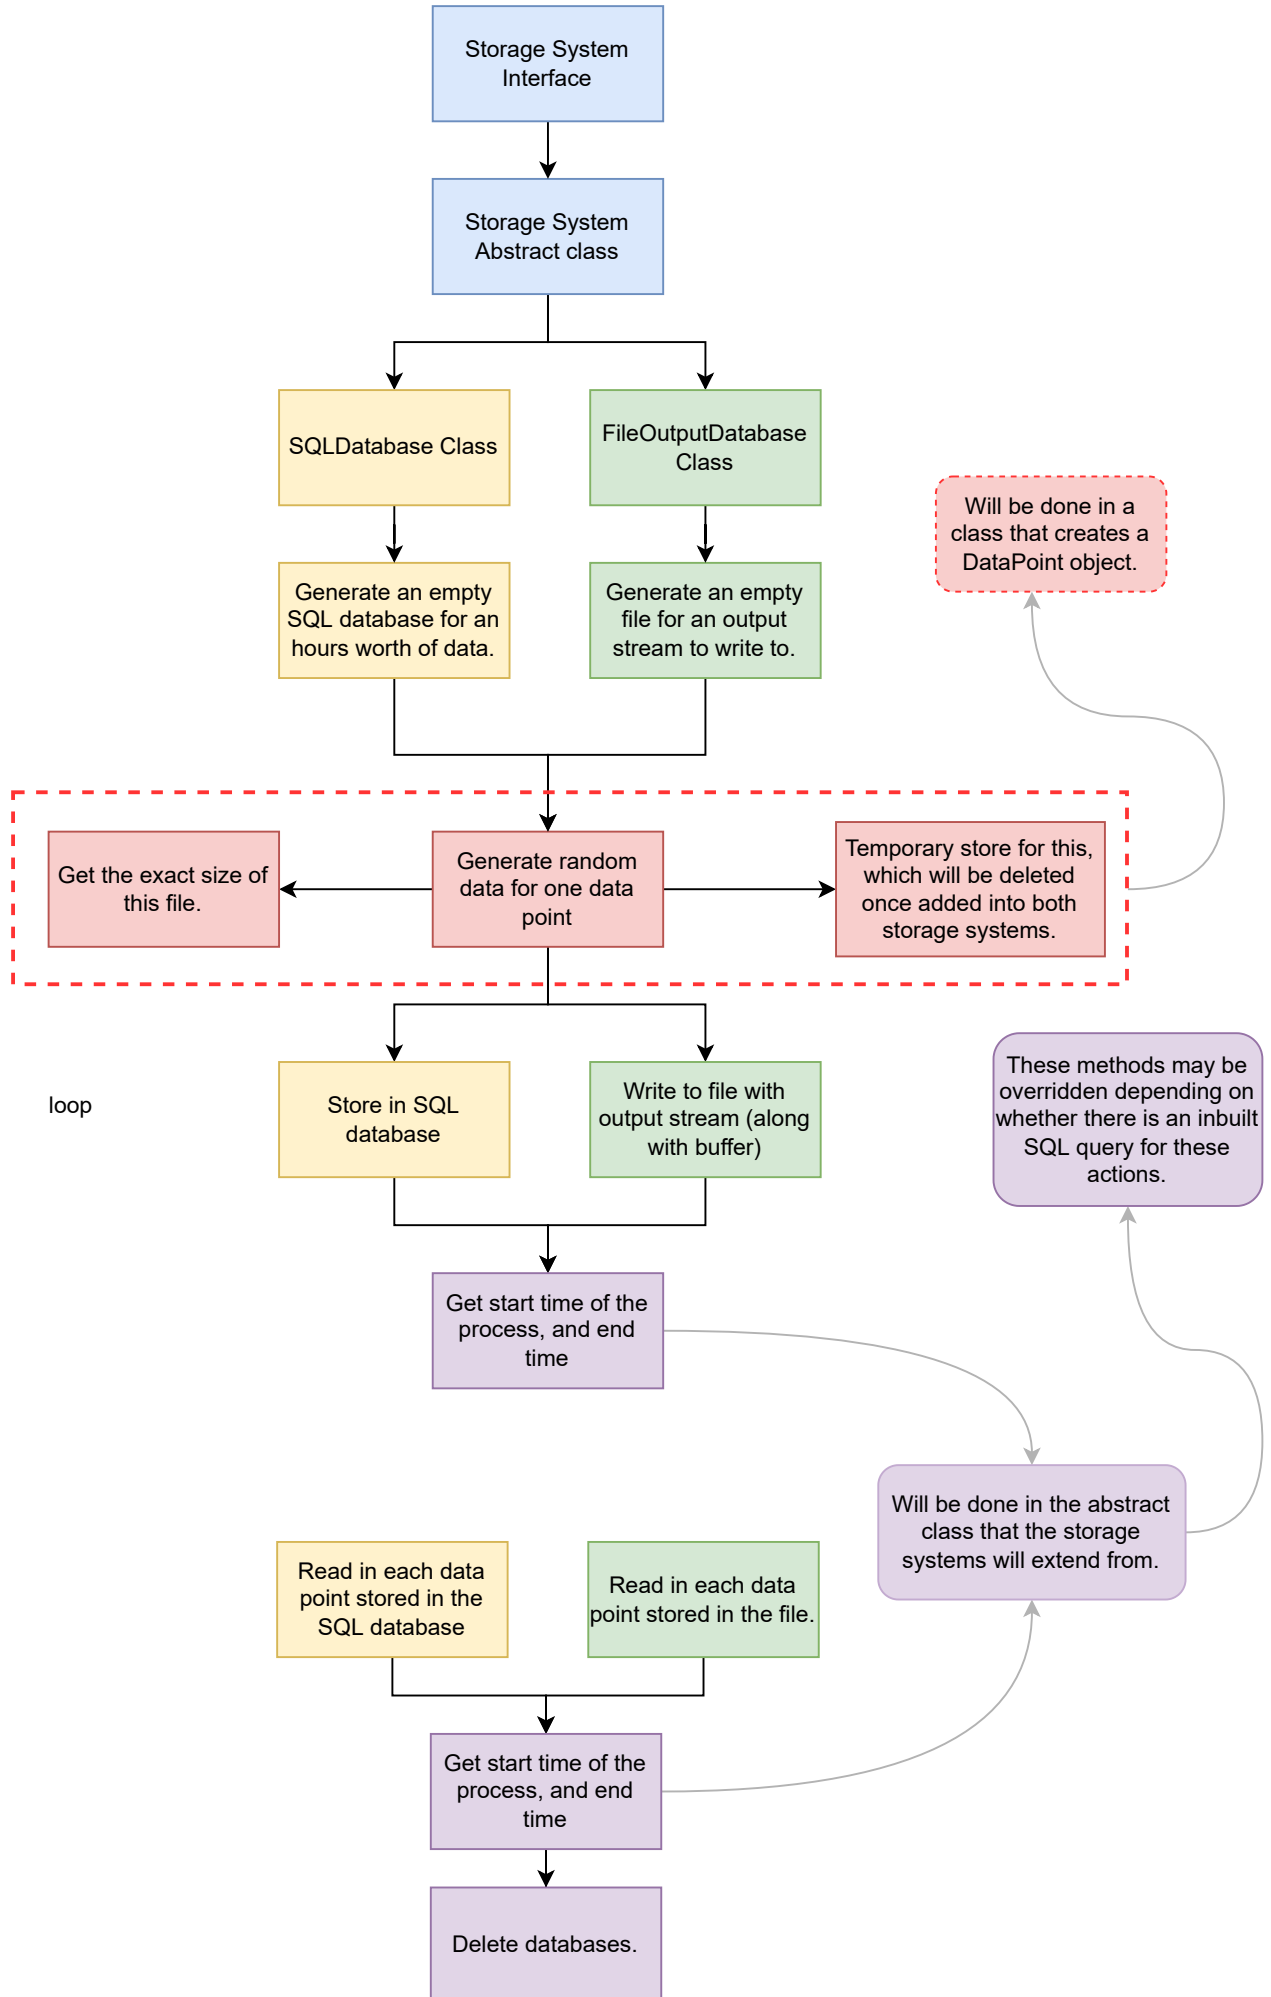 Storage System
Interface
Storage System
Abstract class
SQLDatabase Class
FileOutputDatabase
Class
Will be done in a
class that creates a
DataPoint object.
Generate an empty
SQL database for an
hours worth of data.
Generate an empty
file for an output
stream to write to.
Get the exact size of
this file.
Generate random
data for one data
point
Temporary store for this,
which will be deleted
once added into both
storage systems.
loop
Store in SQL
database
Write to file with
output stream (along
with buffer)
These methods may be
overridden depending on
whether there is an inbuilt
SQL query for these
actions.
Get start time of the
process, and end
time
Will be done in the abstract
class that the storage
systems will extend from.
Read in each data
point stored in the
SQL database
Read in each data
point stored in the file.
Get start time of the
process, and end
time
Delete databases.